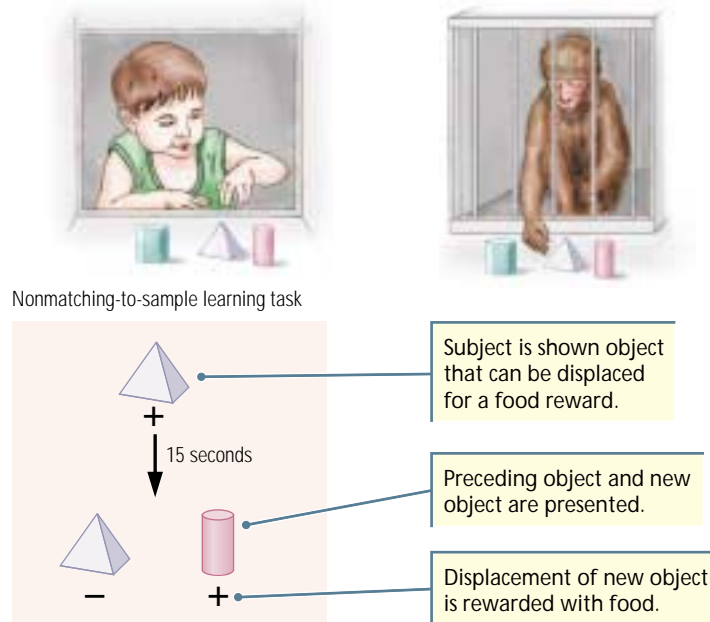 Nonmatching-to-sample learning task
Subject is shown object
that can be displaced
for a food reward.
+
15 seconds
Preceding object and new
object are presented.
− +
Displacement of new object
is rewarded with food.